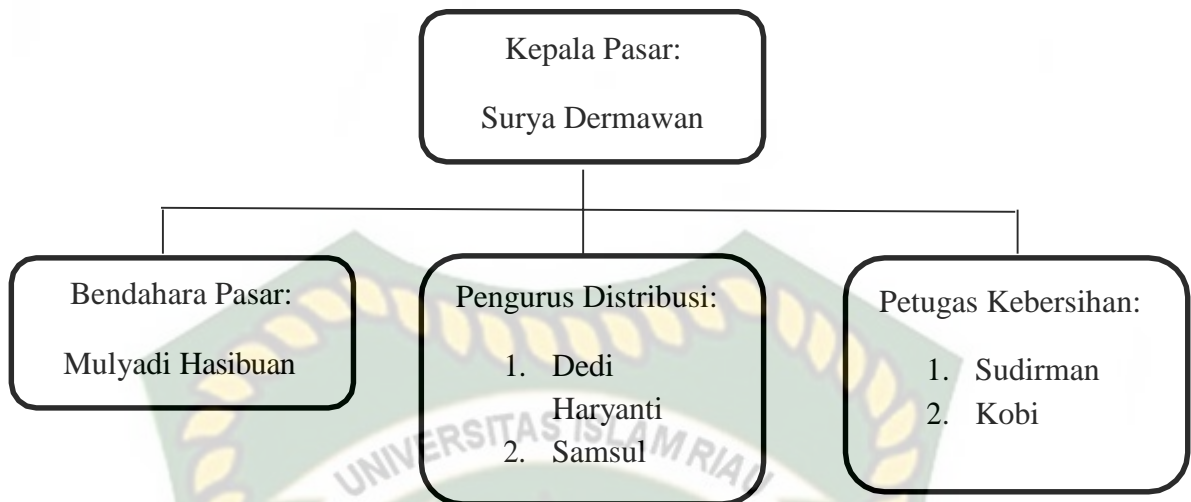 Kepala Pasar:
Surya Dermawan
Bendahara Pasar:
Mulyadi Hasibuan
Pengurus Distribusi:
1. Dedi
Haryanti
2. Samsul
Petugas Kebersihan:
1. Sudirman
2. Kobi
UNIVERSITAS ISLAM RIAU